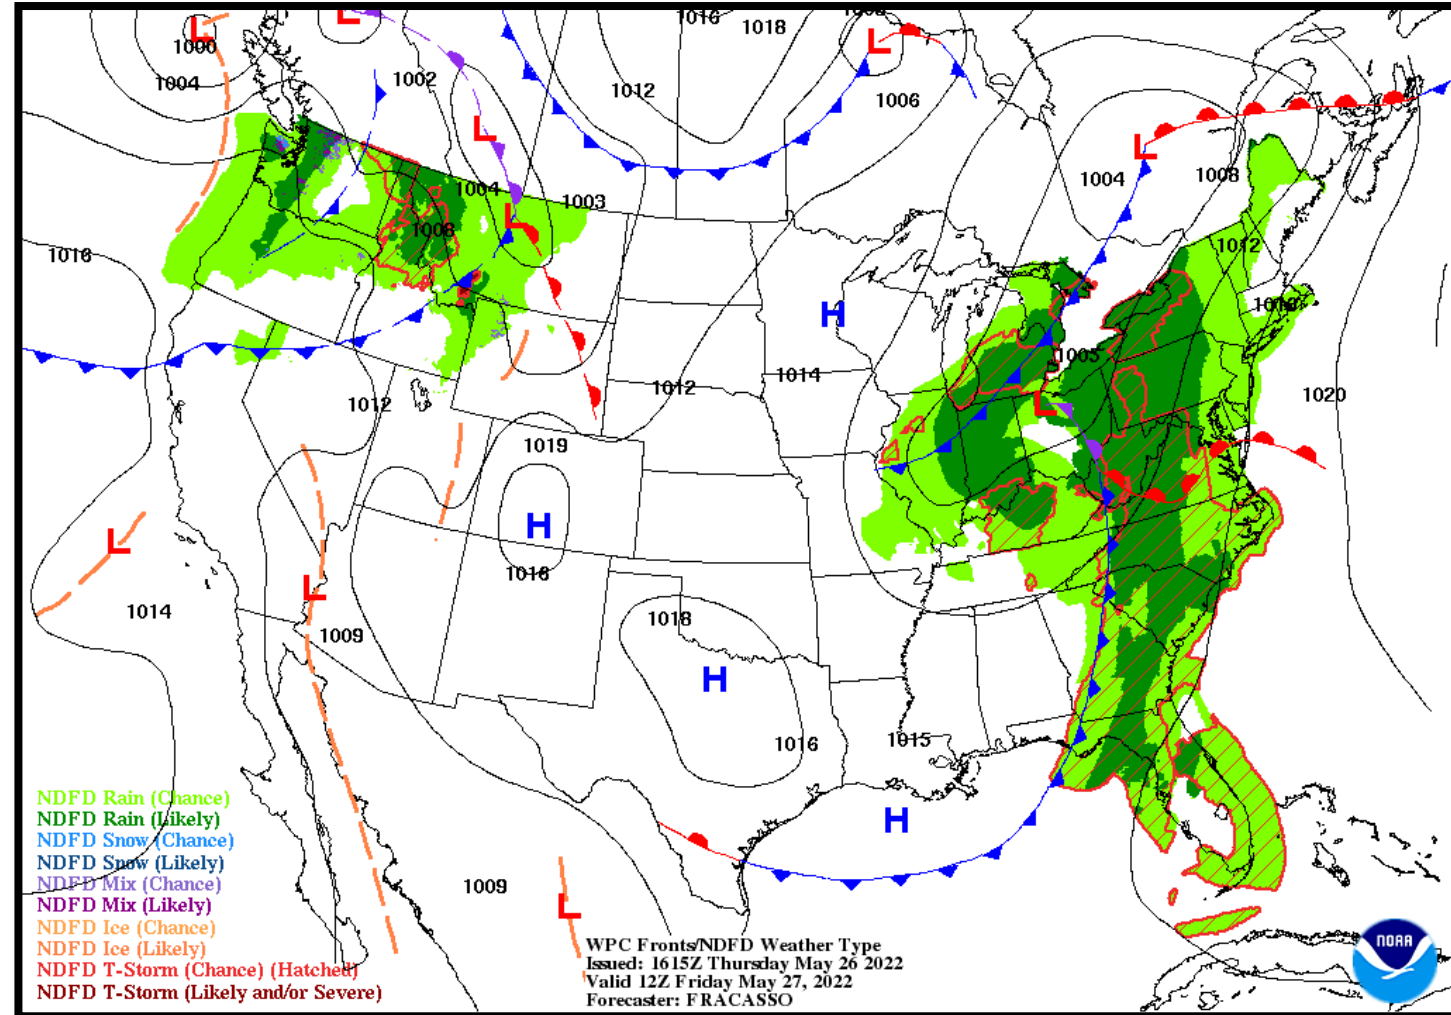 L
L
1016
1018
L
1000
1004
1002
1012
1006
L
L
1004
1008
1004
1003
L
1008
1012
1016
H
1005
1014
1012
1020
1012
L
1019
H
1016
L
L
1014
1009
1018
H
1016
1015
H
NDFD Rain (Chance)
NDFD Rain (Likely)
NDFD Snow (Chance)
NDFD Snow (Likely)
NDFD Mix (Chance)
NDFD Mix (Likely)
NDFD Ice (Chance)
NDFD Ice (Likely)
NDFD T-Storm (Chance) (Hatched)
NDFD T-Storm (Likely and/or Severe)
1009
L
WPC Fronts/NDFD Weather Type
Issued: 1615Z Thursday May 26 2022
Valid 12Z Friday May 27, 2022
Forecaster: FRACASSO
NOAA